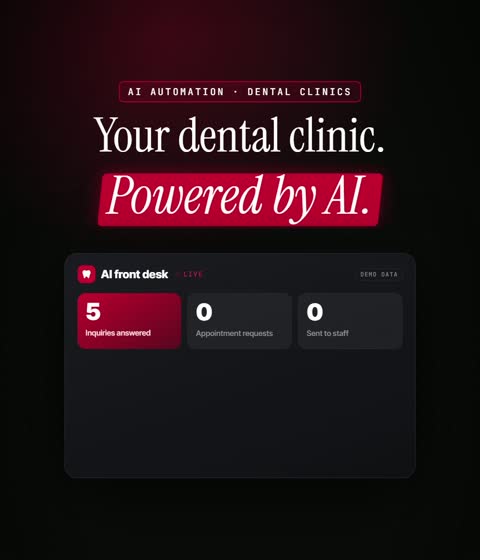 AI AUTOMATION · DENTAL CLINICS
Your dental clinic.
Powered by AI.
AI front desk LIVE DEMO DATA
5 0 0
Inquiries answered Appointment requests Sent to staff